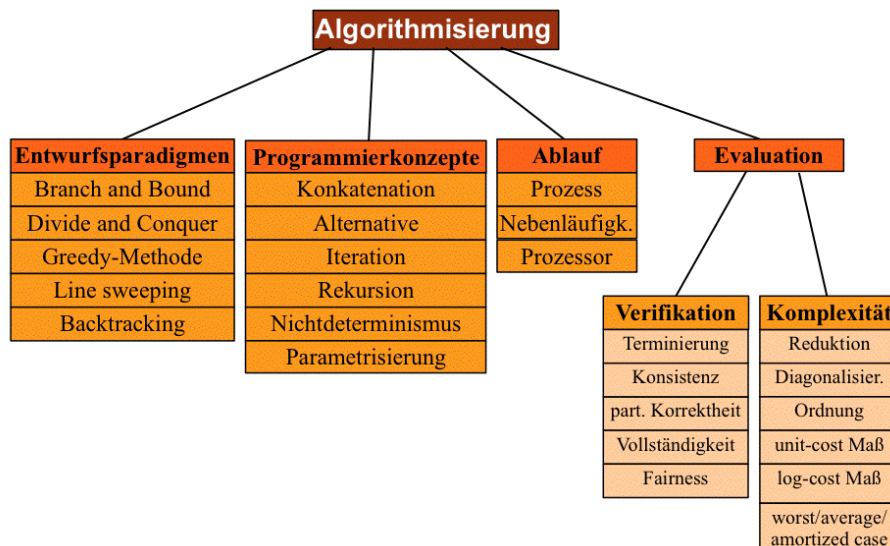 Algorithmisierung
Entwurfsparadigmen
Branch and Bound
Divide and Conquer
Greedy-Methode
Line sweeping
Backtracking
Programmierkonzepte
Konkatenation
Alternative
Iteration
Rekursion
Nichtdeterminismus
Parametrisierung
Ablauf
Prozess
Nebenläufigk.
Prozessor
Evaluation
Verifikation
Terminierung
Konsistenz
part. Korrektheit
Vollständigkeit
Fairness
Komplexität
Reduktion
Diagonalisier.
Ordnung
unit-cost Maß
log-cost Maß
worst/average/
amortized case